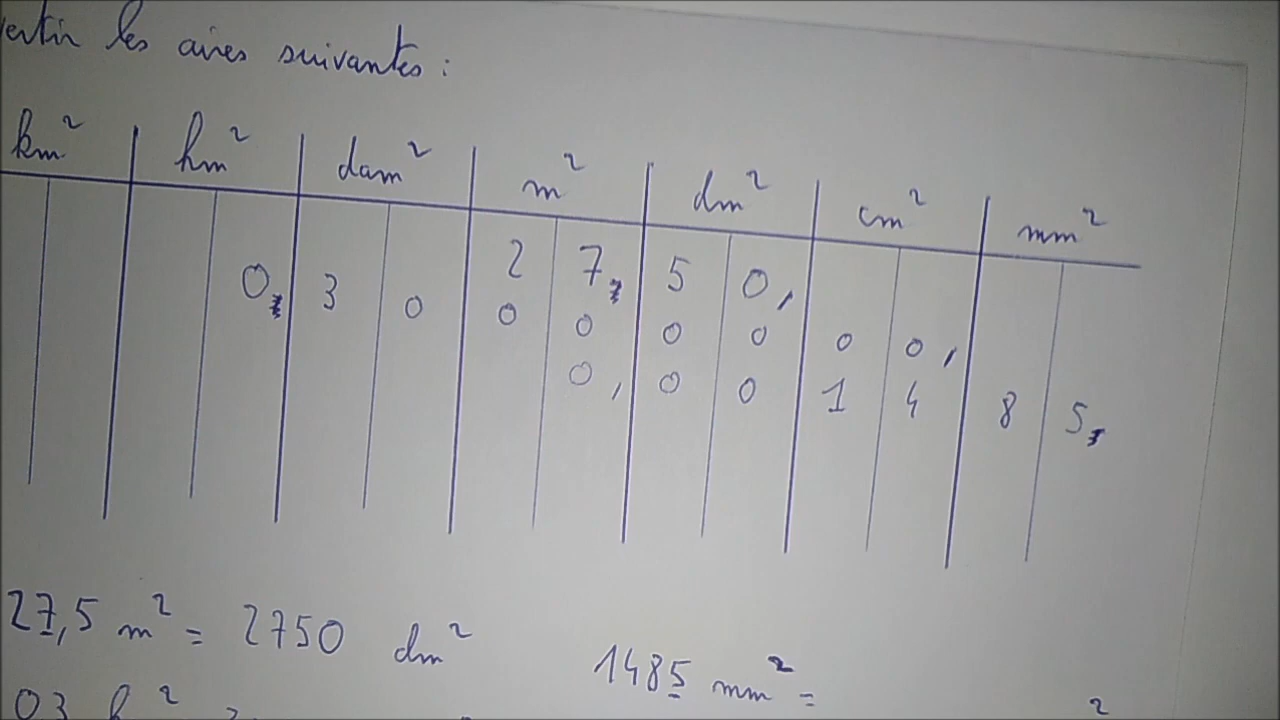 les aires suivantes :
km² hm² dam² m² dm² cm² mm²
2 7, 5 0,
0, 3 0 0 0 0 0 0 0,
0, 0 0 1 4 8 5,
27,5 m² = 2750 dm²
1485 mm² =
03